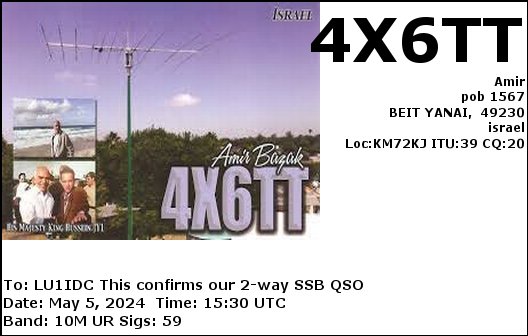 ISRAEL
4X6TT
Amir
pob 1567
BEIT YANAI, 49230
israel
Loc:KM72KJ ITU:39 CQ:20
Amir Bazak
4X6TT
HIS MAJESTY KING HUSSEIN JY1
To: LU1IDC This confirms our 2-way SSB QSO
Date: May 5, 2024 Time: 15:30 UTC
Band: 10M UR Sigs: 59